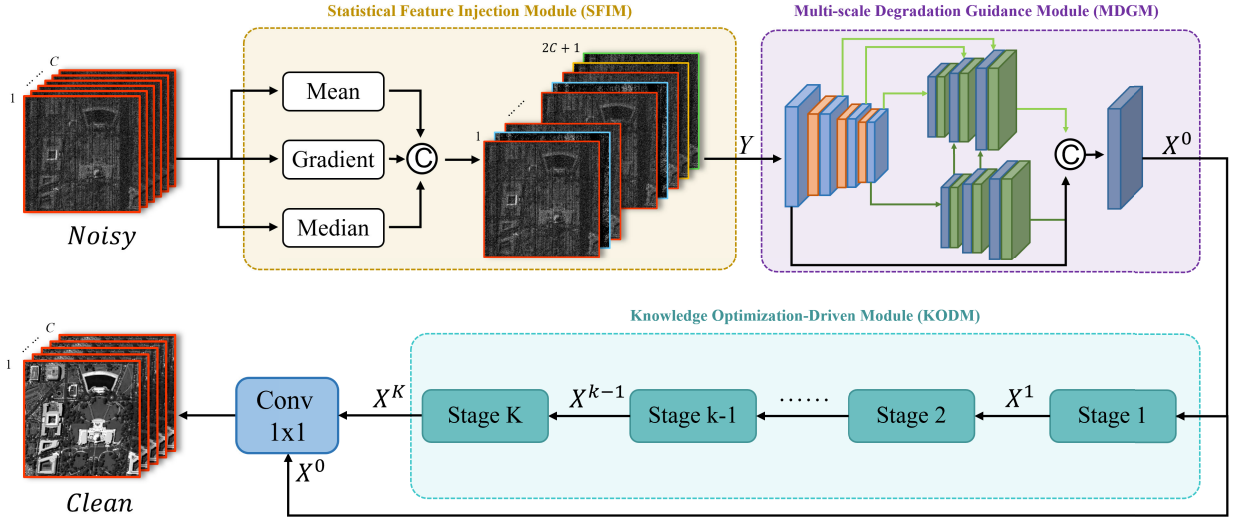 Statistical Feature Injection Module (SFIM)
Multi-scale Degradation Guidance Module (MDGM)
1 ...... C
Noisy
Mean
Gradient
Median
©
1 ...... 2C + 1
Y
©
X^0
Knowledge Optimization-Driven Module (KODM)
1 ...... C
Clean
Conv
1x1
X^K
Stage K
X^{k-1}
Stage k-1
......
Stage 2
X^1
Stage 1
X^0